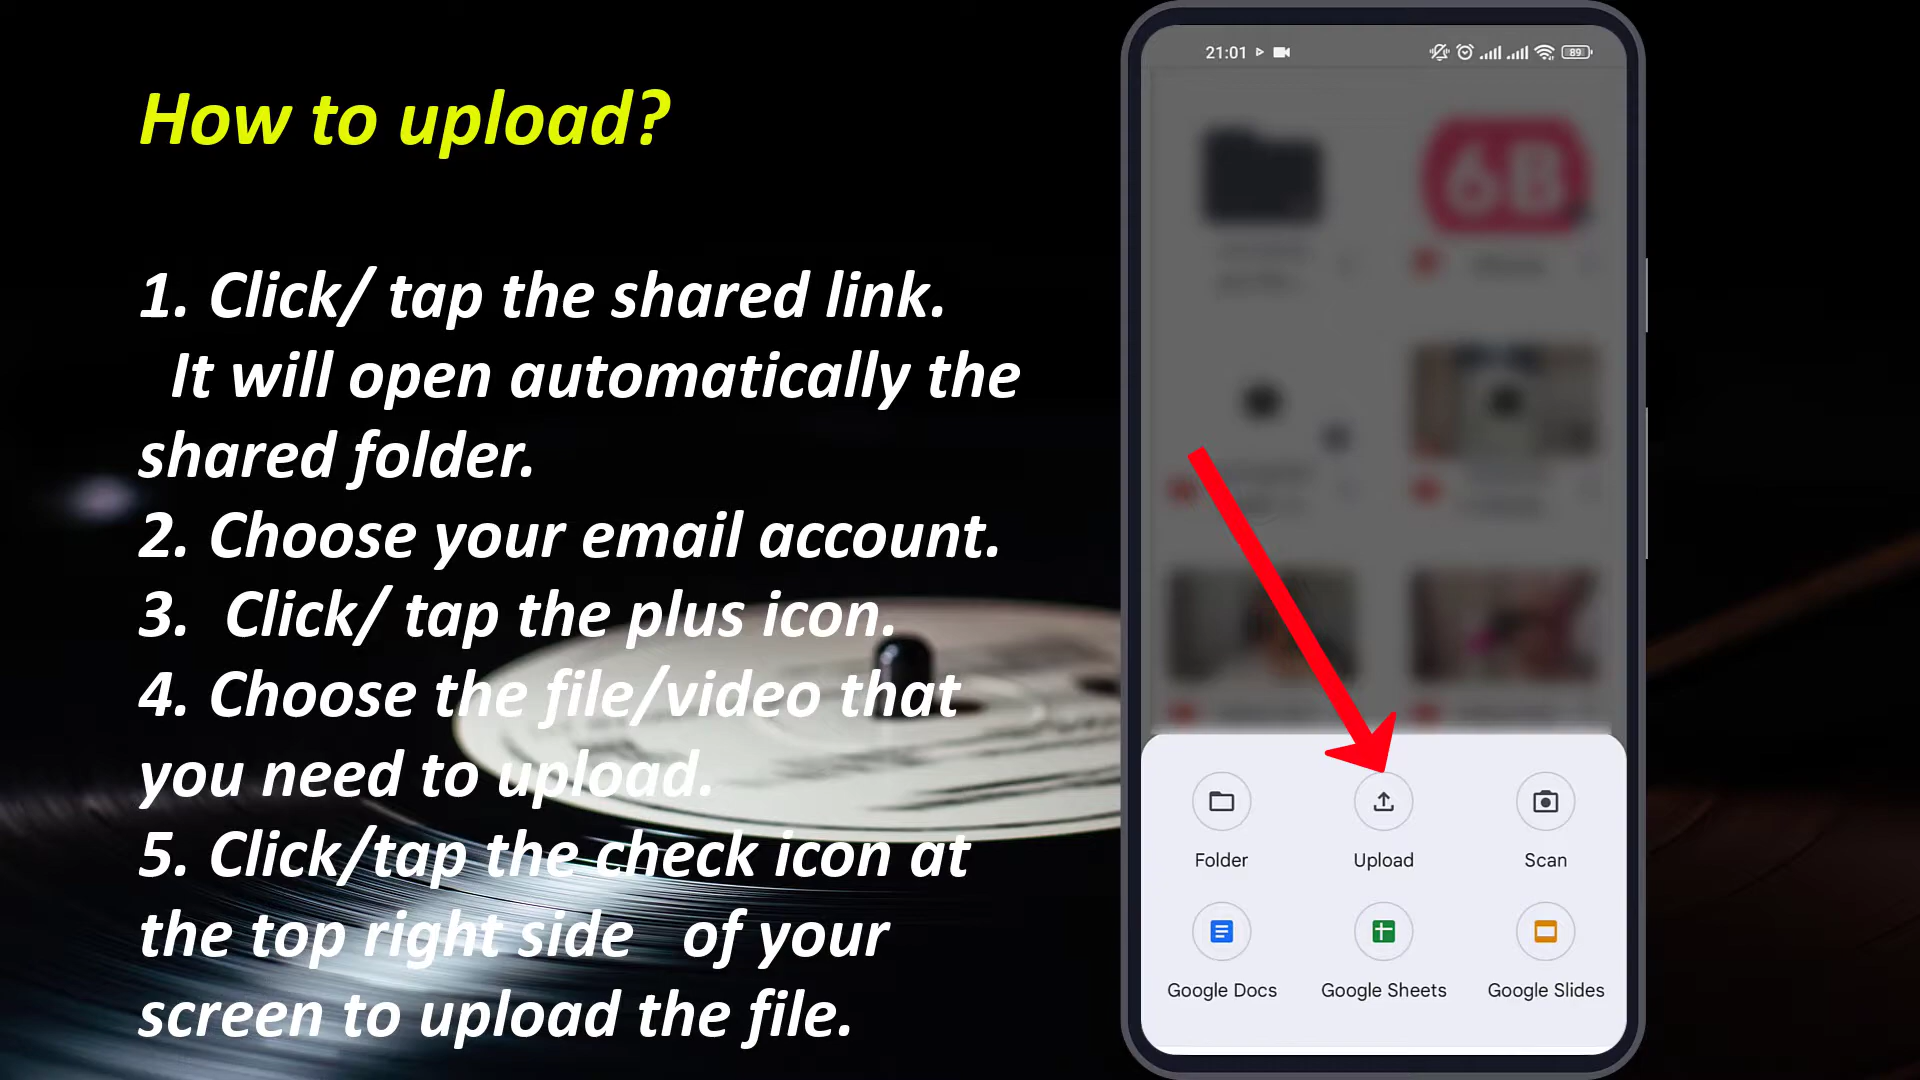 How to upload?
1. Click/ tap the shared link.
It will open automatically the
shared folder.
2. Choose your email account.
3.  Click/ tap the plus icon.
4. Choose the file/video that
you need to upload.
5. Click/tap the check icon at
the top right side   of your
screen to upload the file.
21:01
89
6B
Folder
Upload
Scan
Google Docs
Google Sheets
Google Slides